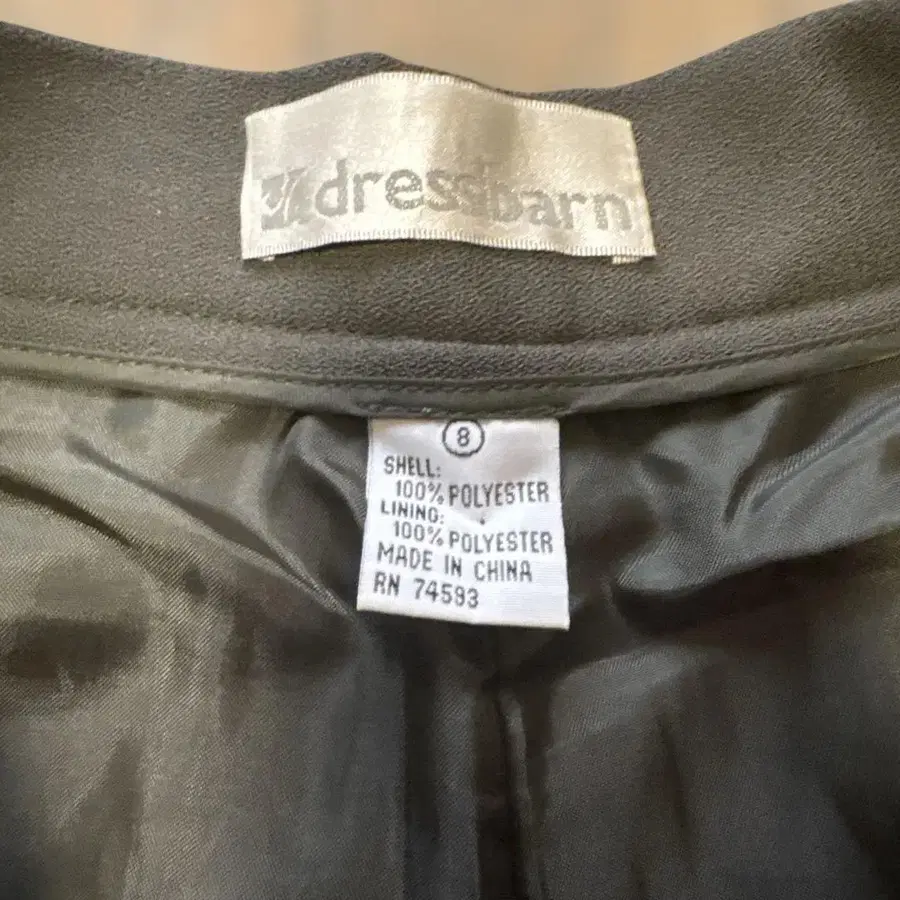 dressbarn
8
SHELL:
100% POLYESTER
LINING:
100% POLYESTER
MADE IN CHINA
RN 74593